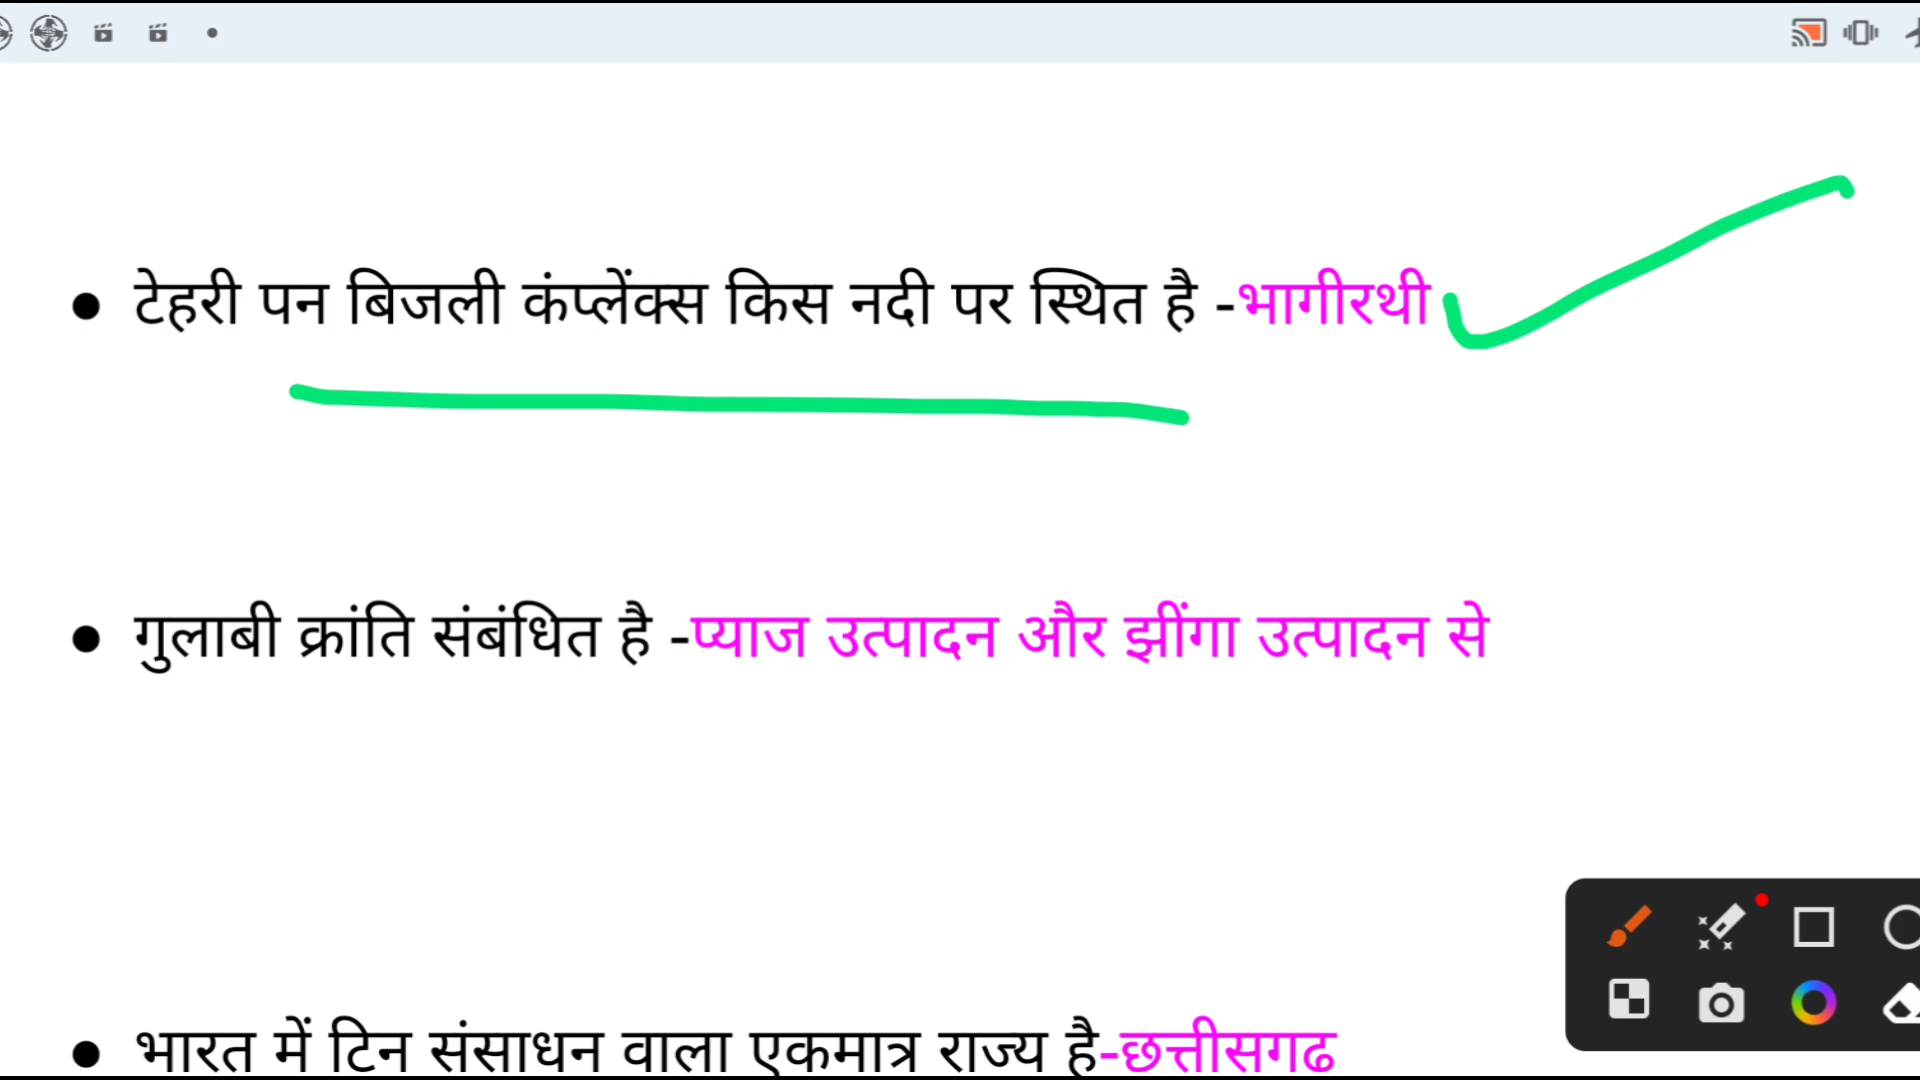 ● टेहरी पन बिजली कंप्लेंक्स किस नदी पर स्थित है -भागीरथी
● गुलाबी क्रांति संबंधित है -प्याज उत्पादन और झींगा उत्पादन से
● भारत में टिन संसाधन वाला एकमात्र राज्य है-छत्तीसगढ